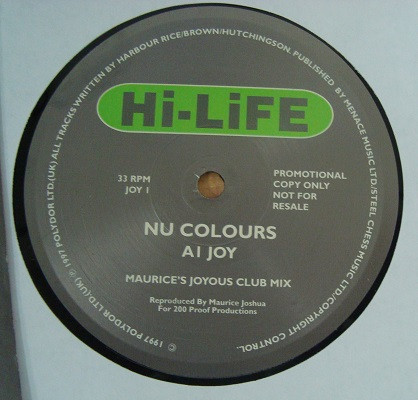 Hi-LiFE
33 RPM
JOY 1
PROMOTIONAL
COPY ONLY
NOT FOR
RESALE
NU COLOURS
A1 JOY
MAURICE'S JOYOUS CLUB MIX
Reproduced By Maurice Joshua
For 200 Proof Productions
© 1997 POLYDOR LTD.(UK) ℗ 1997 POLYDOR LTD.(UK) ALL TRACKS WRITTEN BY HARBOUR RICE/BROWN/HUTCHINGSON. PUBLISHED BY MENACE MUSIC LTD/STEEL CHESS MUSIC LTD/COPYRIGHT CONTROL.